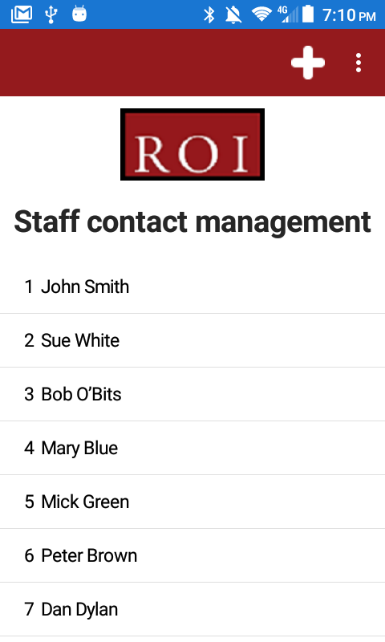 4G 7:10 PM
ROI
Staff contact management
1 John Smith
2 Sue White
3 Bob O’Bits
4 Mary Blue
5 Mick Green
6 Peter Brown
7 Dan Dylan